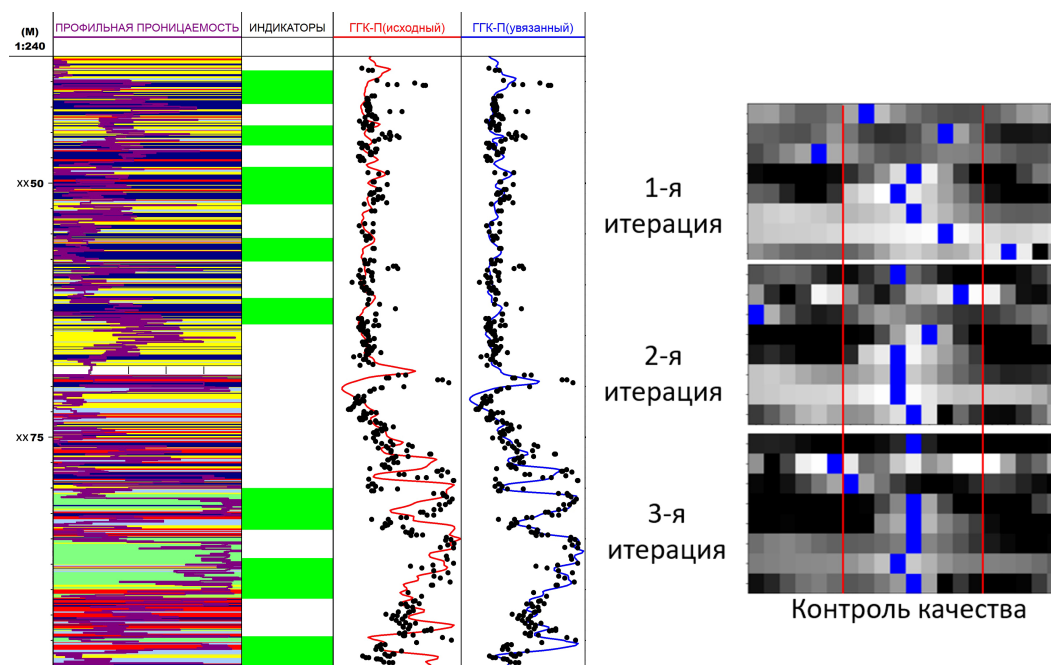 (М)
1:240
ПРОФИЛЬНАЯ ПРОНИЦАЕМОСТЬ
ИНДИКАТОРЫ
ГГК-П(исходный)
ГГК-П(увязанный)
XX50
XX75
1-я
итерация
2-я
итерация
3-я
итерация
Контроль качества